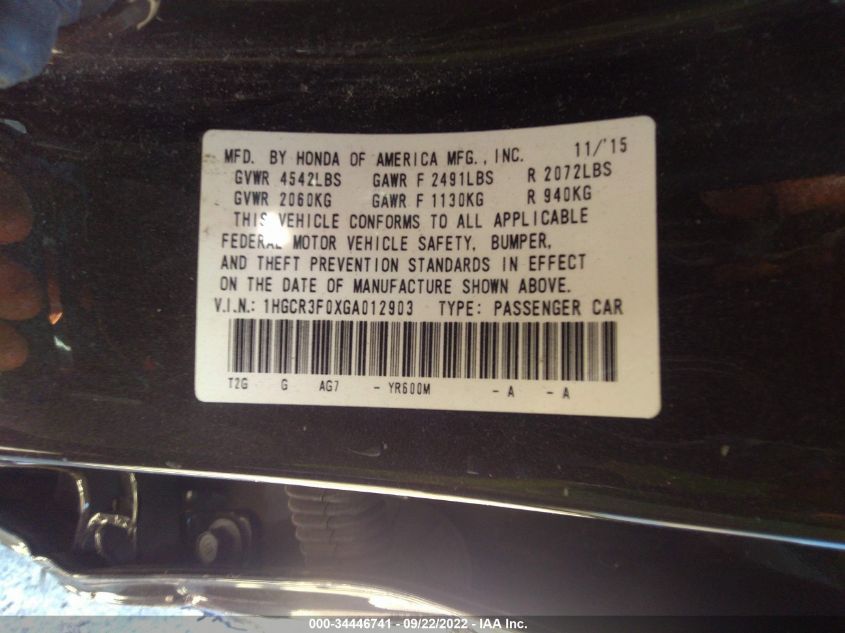 MFD. BY HONDA OF AMERICA MFG., INC. 11/'15
GVWR 4542LBS GAWR F 2491LBS R 2072LBS
GVWR 2060KG GAWR F 1130KG R 940KG
THIS VEHICLE CONFORMS TO ALL APPLICABLE
FEDERAL MOTOR VEHICLE SAFETY, BUMPER,
AND THEFT PREVENTION STANDARDS IN EFFECT
ON THE DATE OF MANUFACTURE SHOWN ABOVE.
V.I.N.: 1HGCR3F0XGA012903 TYPE: PASSENGER CAR
T2G G AG7 - YR600M - A - A
000-34446741 - 09/22/2022 - IAA Inc.